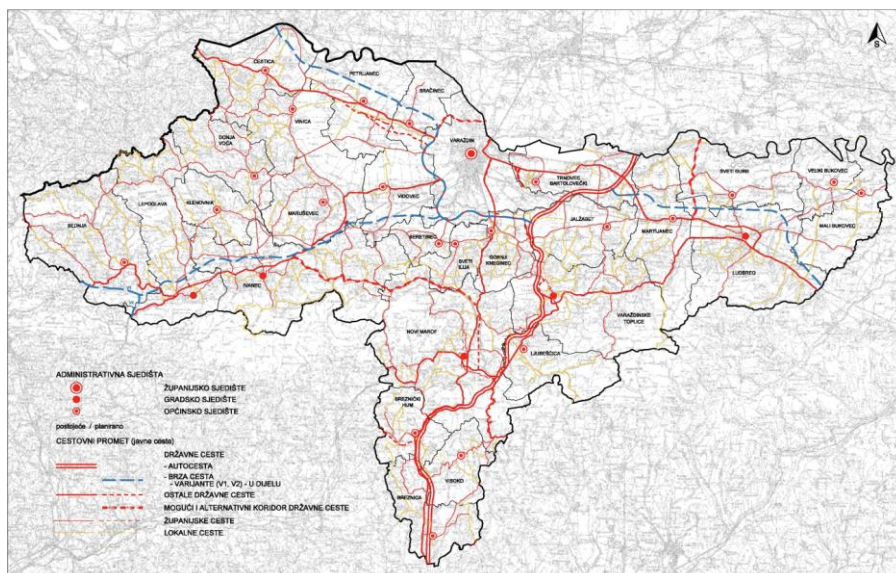 S
CESTICA
PETRIJANEC
SRAČINEC
VINICA
DONJA
VOĆA
VARAŽDIN
TRNOVEC
BARTOLOVEČKI
SVETI ĐURĐ
VELIKI BUKOVEC
LEPOGLAVA
KLENOVNIK
MARUŠEVEC
VIDOVEC
BEDNJA
BERETINEC
SVETI
ILIJA
GORNJI
KNEGINEC
JALŽABET
MARTIJANEC
MALI BUKOVEC
LUDBREG
IVANEC
VARAŽDINSKE
TOPLICE
NOVI MAROF
LJUBEŠĆICA
BREZNIČKI
HUM
VISOKO
BREZNICA
ADMINISTRATIVNA SJEDIŠTA
ŽUPANIJSKO SJEDIŠTE
GRADSKO SJEDIŠTE
OPĆINSKO SJEDIŠTE
postojeće / planirano
CESTOVNI PROMET (javne ceste)
DRŽAVNE CESTE
- AUTOCESTA
- BRZA CESTA
- VARIJANTE (V1, V2) - U DIJELU
OSTALE DRŽAVNE CESTE
MOGUĆI I ALTERNATIVNI KORIDOR DRŽAVNE CESTE
ŽUPANIJSKE CESTE
LOKALNE CESTE